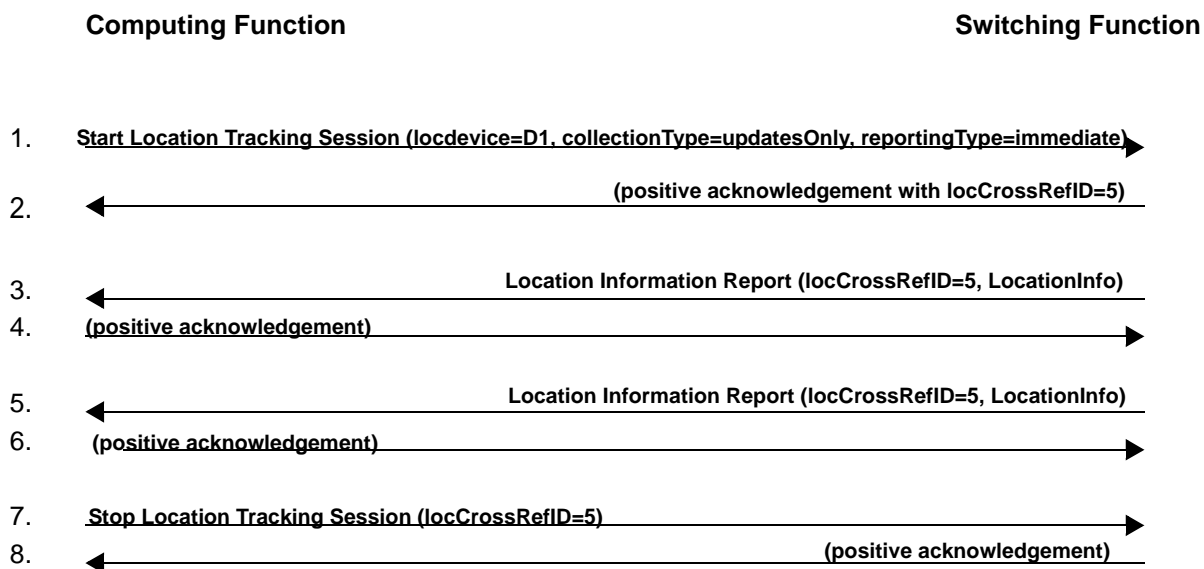 Computing Function Switching Function
1. Start Location Tracking Session (locdevice=D1, collectionType=updatesOnly, reportingType=immediate)
2. (positive acknowledgement with locCrossRefID=5)
3. Location Information Report (locCrossRefID=5, LocationInfo)
4. (positive acknowledgement)
5. Location Information Report (locCrossRefID=5, LocationInfo)
6. (positive acknowledgement)
7. Stop Location Tracking Session (locCrossRefID=5)
8. (positive acknowledgement)